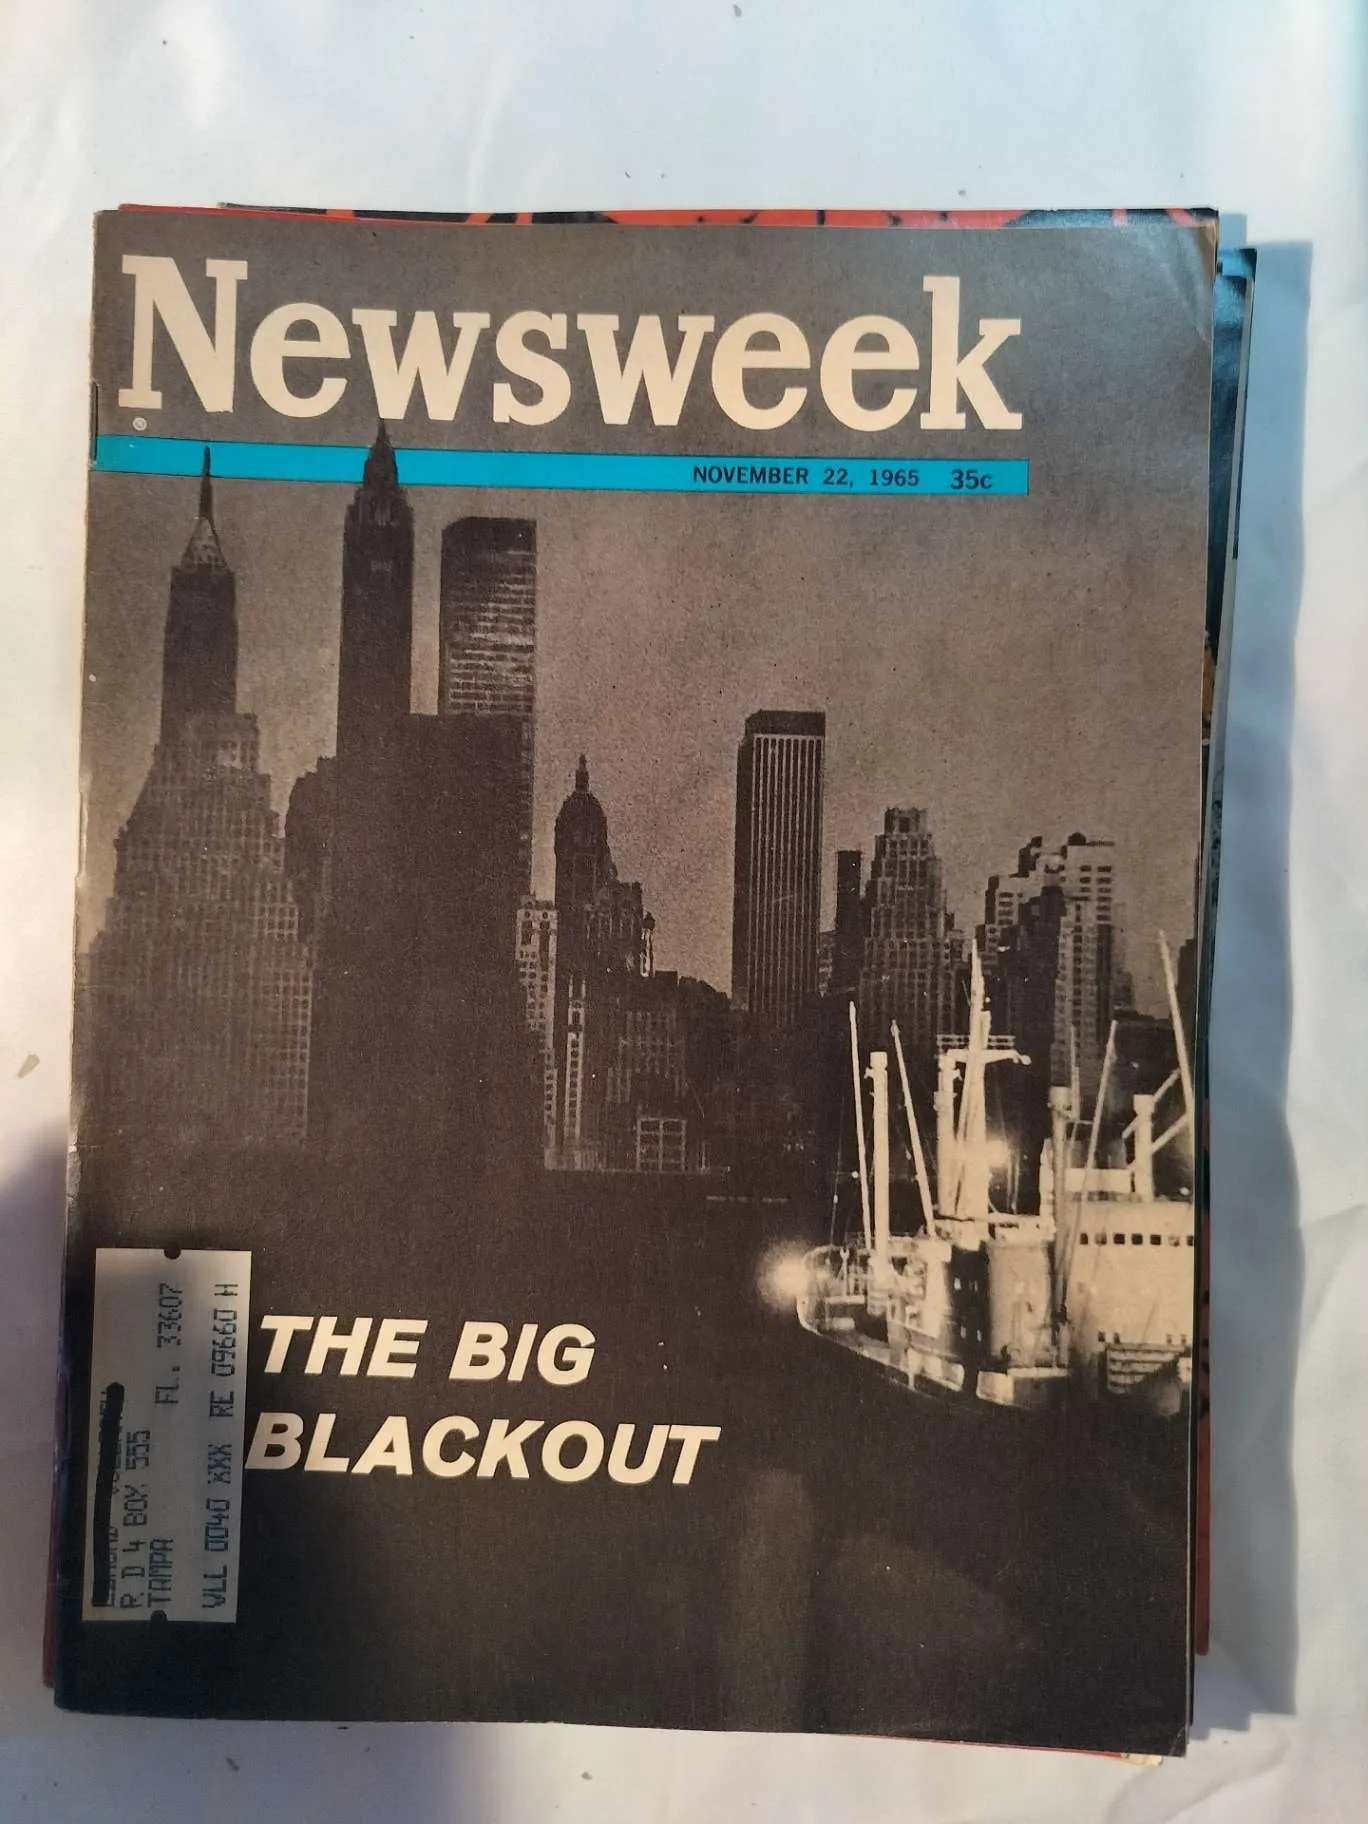 Newsweek
®
NOVEMBER 22, 1965 35c
THE BIG
BLACKOUT
R D 4 BOX 555
TAMPA FL. 33607
VLL 0040 XXX RE 09660 H